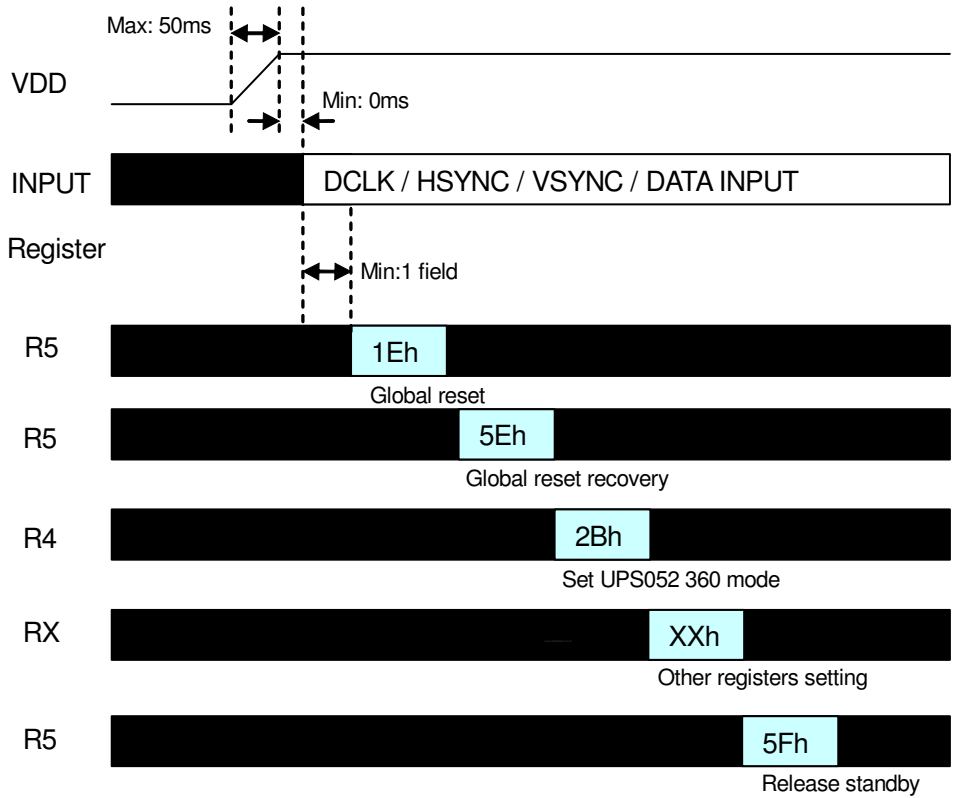 Max: 50ms
VDD
Min: 0ms
INPUT
DCLK / HSYNC / VSYNC / DATA INPUT
Register
Min:1 field
R5
1Eh
Global reset
R5
5Eh
Global reset recovery
R4
2Bh
Set UPS052 360 mode
RX
XXh
Other registers setting
R5
5Fh
Release standby